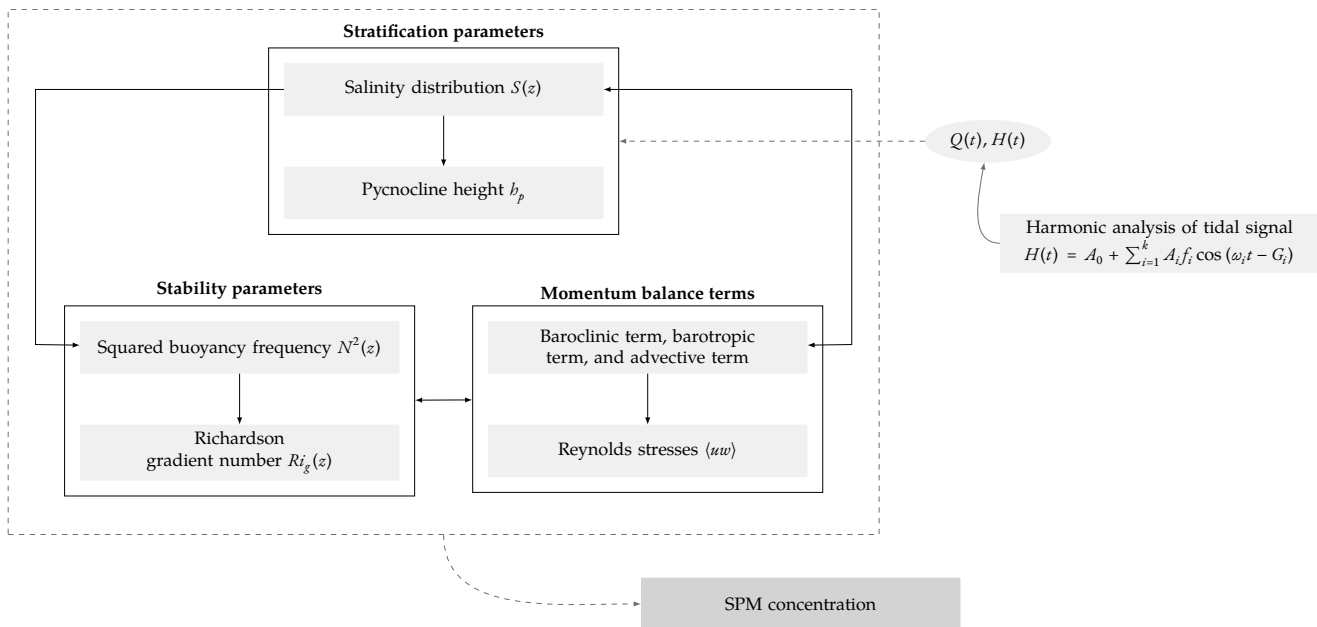 Stratification parameters
Salinity distribution S(z)
Pycnocline height h_p
Q(t), H(t)
Harmonic analysis of tidal signal
H(t) = A_0 + ∑_{i=1}^{k} A_i f_i cos (ω_i t − G_i)
Stability parameters
Squared buoyancy frequency N²(z)
Richardson
gradient number Ri_g(z)
Momentum balance terms
Baroclinic term, barotropic
term, and advective term
Reynolds stresses ⟨uw⟩
SPM concentration